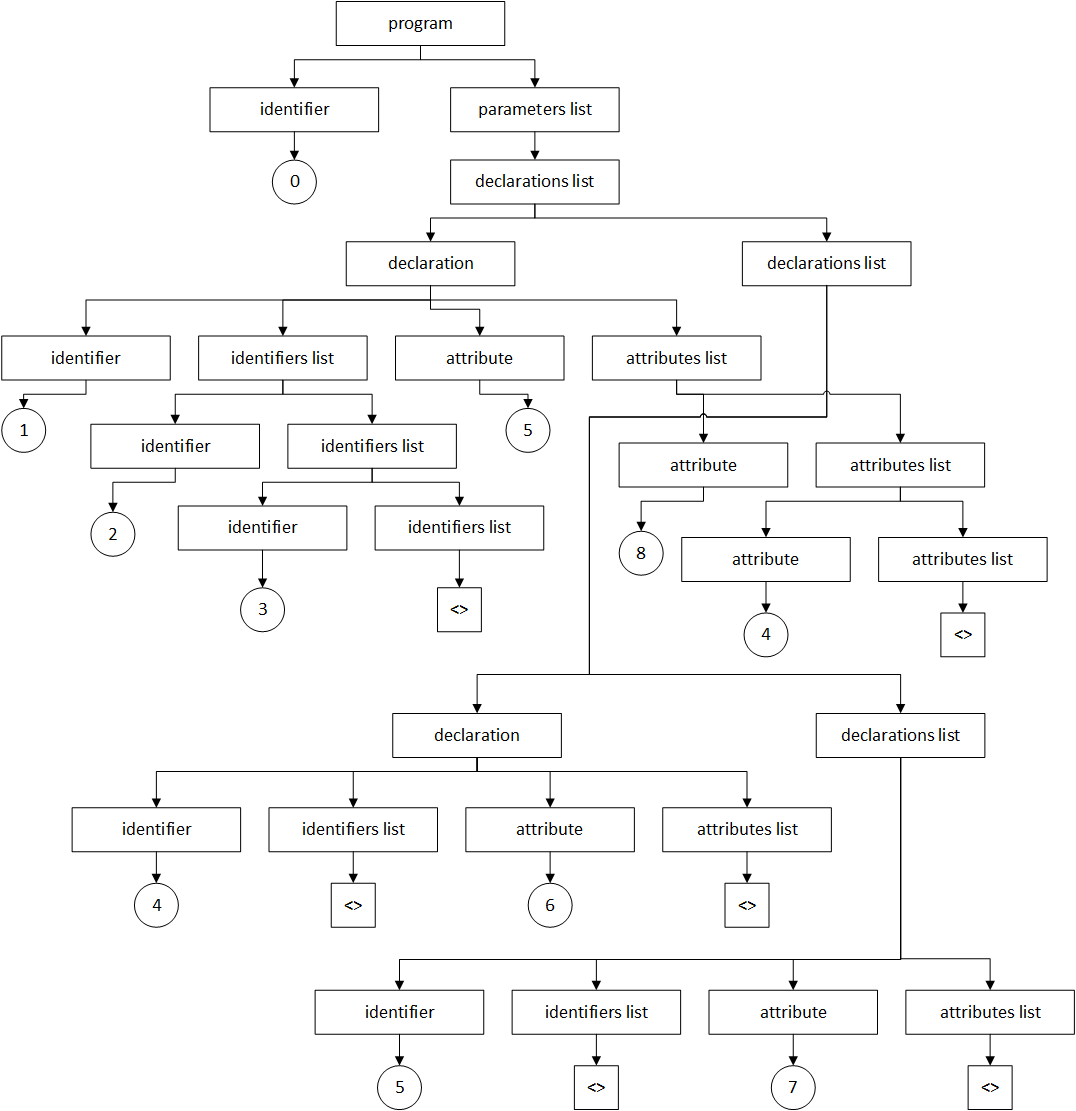 program
identifier
parameters list
0
declarations list
declaration
declarations list
identifier
identifiers list
attribute
attributes list
1
5
identifier
identifiers list
attribute
attributes list
2
identifier
identifiers list
8
attribute
attributes list
3
<>
4
<>
declaration
declarations list
identifier
identifiers list
attribute
attributes list
4
<>
6
<>
identifier
identifiers list
attribute
attributes list
5
<>
7
<>